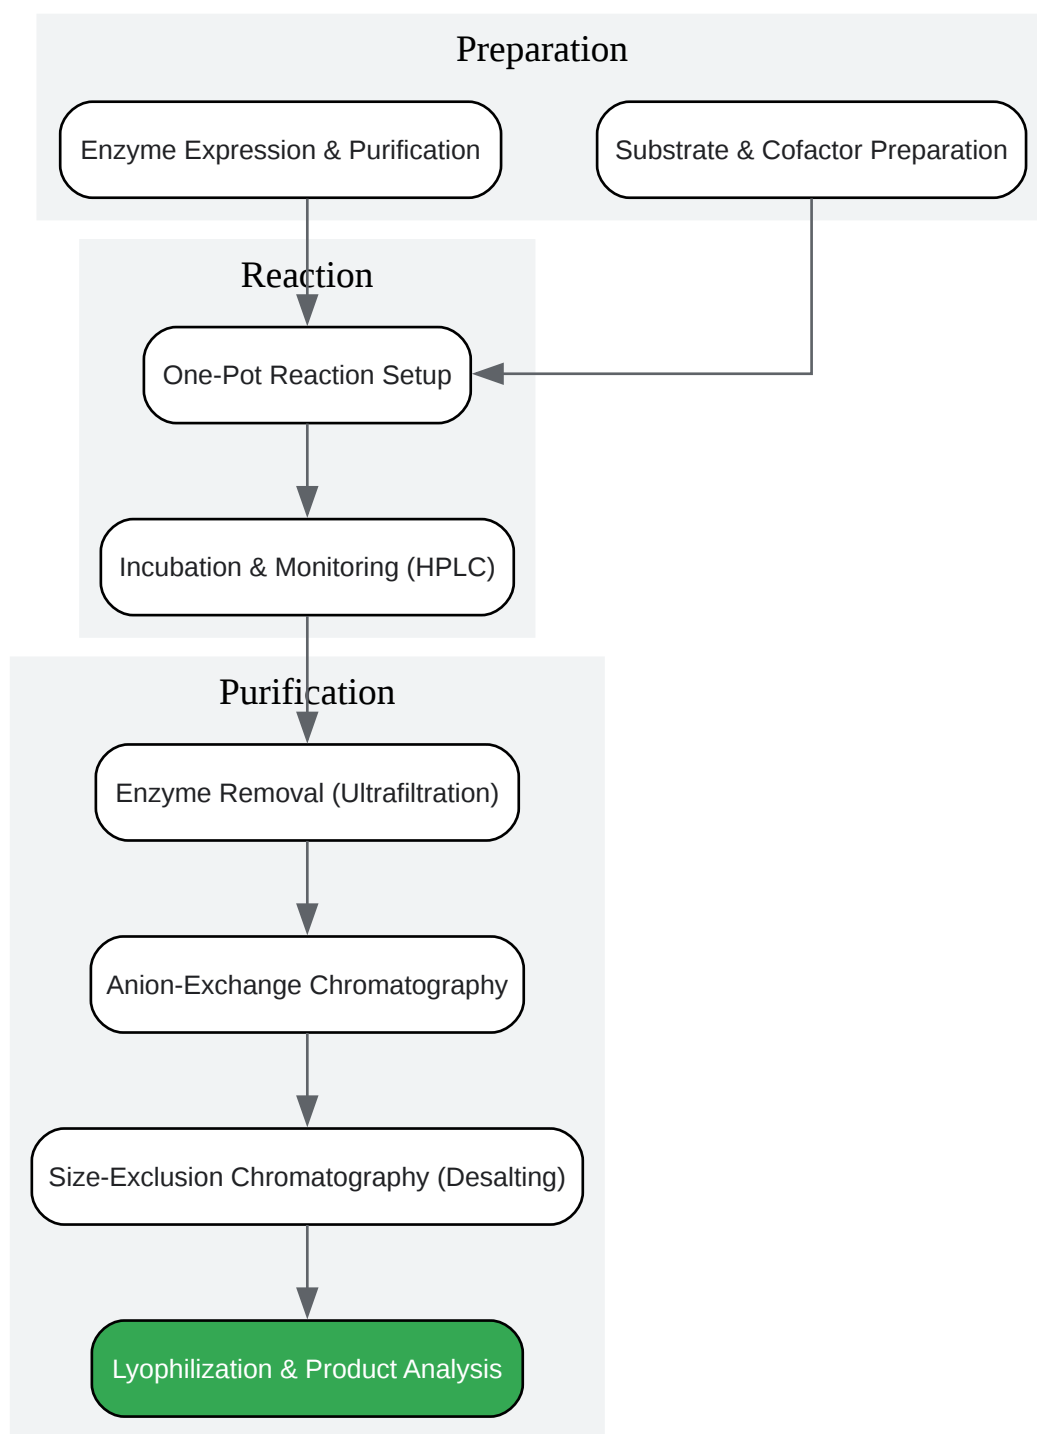 Preparation
Enzyme Expression & Purification
Substrate & Cofactor Preparation
Reaction
One-Pot Reaction Setup
Incubation & Monitoring (HPLC)
Purification
Enzyme Removal (Ultrafiltration)
Anion-Exchange Chromatography
Size-Exclusion Chromatography (Desalting)
Lyophilization & Product Analysis